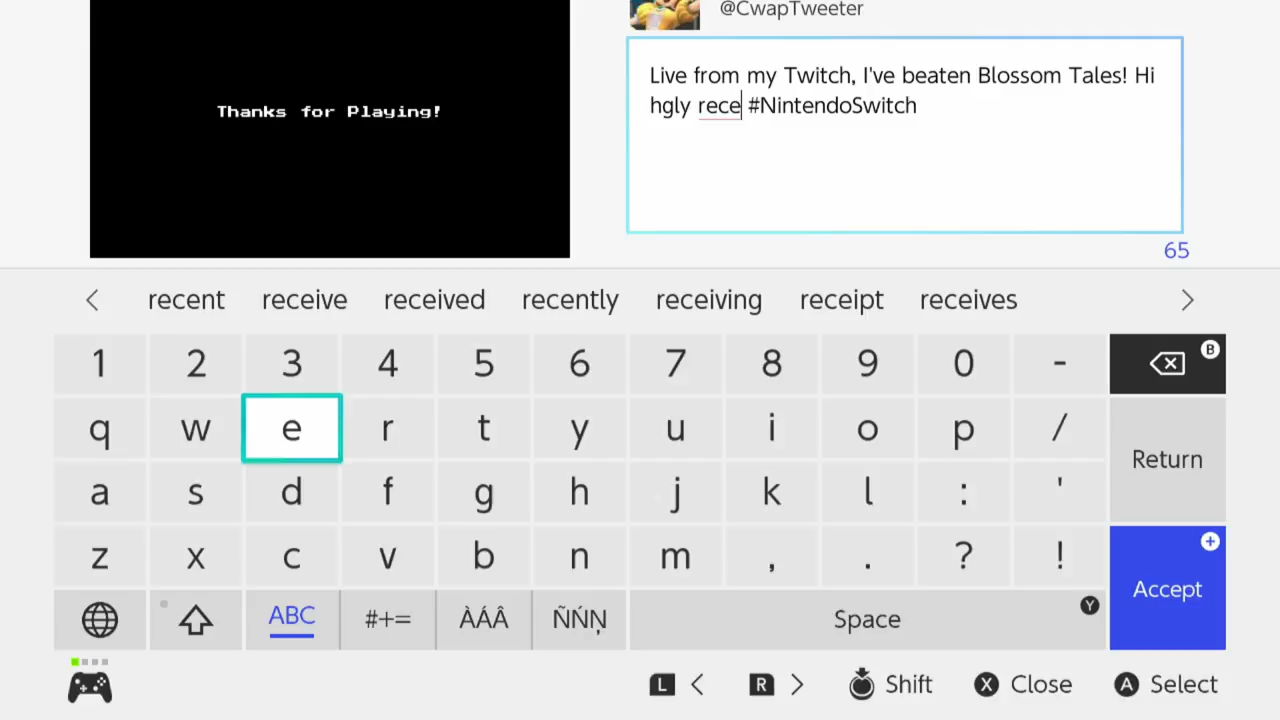 @CwapTweeter
Live from my Twitch, I've beaten Blossom Tales! Hi
hgly rece #NintendoSwitch
Thanks for Playing!
65
recent receive received recently receiving receipt receives
1 2 3 4 5 6 7 8 9 0 - B
q w e r t y u i o p /
Return
a s d f g h j k l : '
z x c v b n m , . ? ! +
Accept
ABC #+= ÀÁÂ ÑŃŅ Space Y
L R Shift X Close A Select